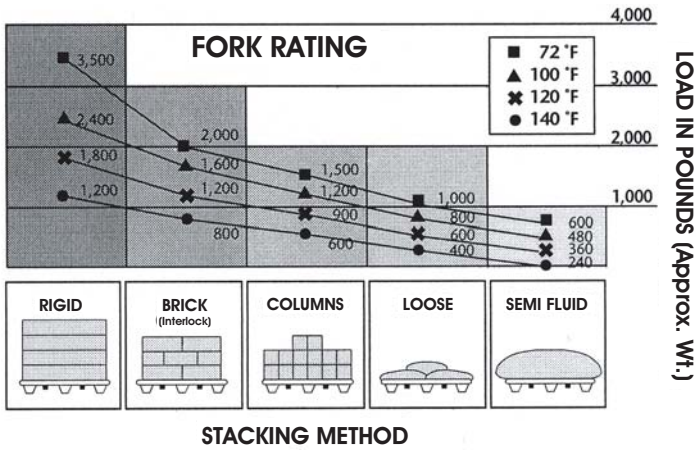 FORK RATING
■ 72 °F
▲ 100 °F
✖ 120 °F
● 140 °F
4,000
3,000
2,000
1,000
LOAD IN POUNDS (Approx. Wt.)
3,500
2,400
1,800
1,200
2,000
1,600
1,200
800
1,500
1,200
900
600
1,000
800
600
400
600
480
360
240
RIGID
BRICK
(Interlock)
COLUMNS
LOOSE
SEMI FLUID
STACKING METHOD